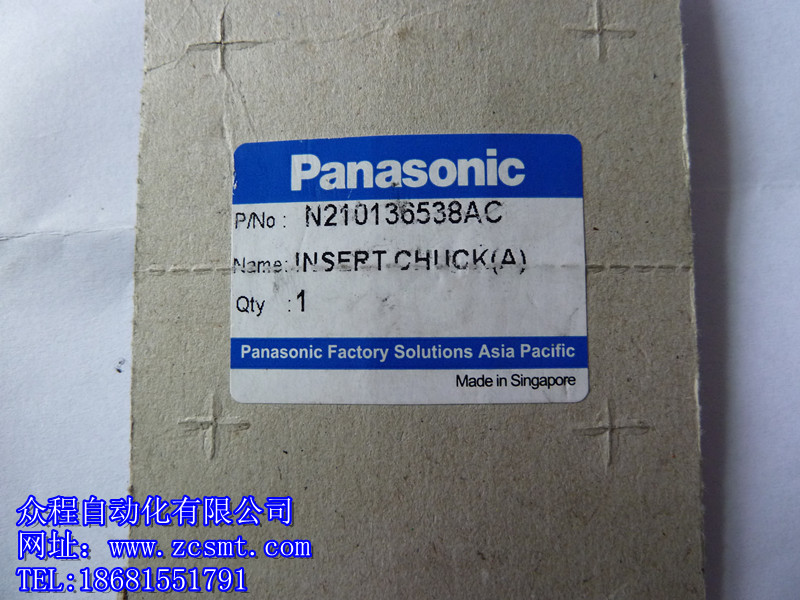 Panasonic
P/No : N210136538AC
Name: INSERT CHUCK(A)
Qty : 1
Panasonic Factory Solutions Asia Pacific
Made in Singapore
众程自动化有限公司
网址：www.zcsmt.com
TEL:18681551791